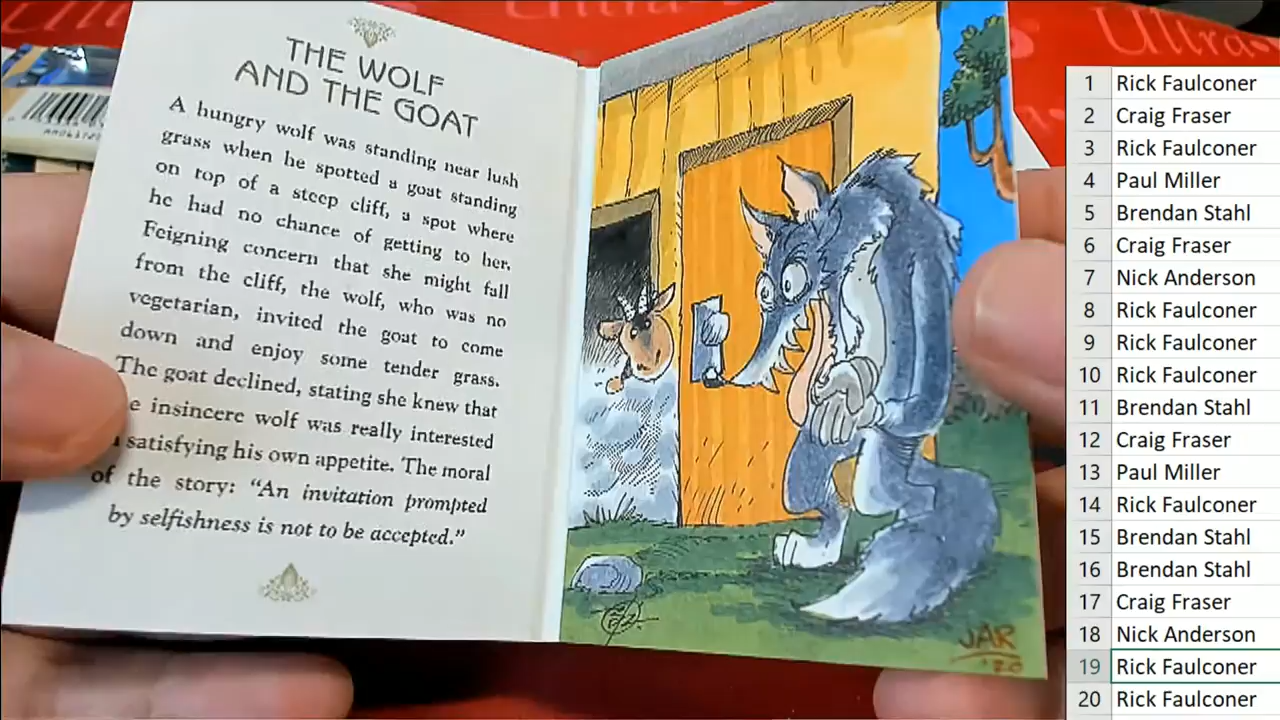 THE WOLF
AND THE GOAT
A hungry wolf was standing near lush
grass when he spotted a goat standing
on top of a steep cliff, a spot where
he had no chance of getting to her.
Feigning concern that she might fall
from the cliff, the wolf, who was no
vegetarian, invited the goat to come
down and enjoy some tender grass.
The goat declined, stating she knew that
e insincere wolf was really interested
satisfying his own appetite. The moral
of the story: "An invitation prompted
by selfishness is not to be accepted."
JAR
'20
Ultra
1 Rick Faulconer
2 Craig Fraser
3 Rick Faulconer
4 Paul Miller
5 Brendan Stahl
6 Craig Fraser
7 Nick Anderson
8 Rick Faulconer
9 Rick Faulconer
10 Rick Faulconer
11 Brendan Stahl
12 Craig Fraser
13 Paul Miller
14 Rick Faulconer
15 Brendan Stahl
16 Brendan Stahl
17 Craig Fraser
18 Nick Anderson
19 Rick Faulconer
20 Rick Faulconer